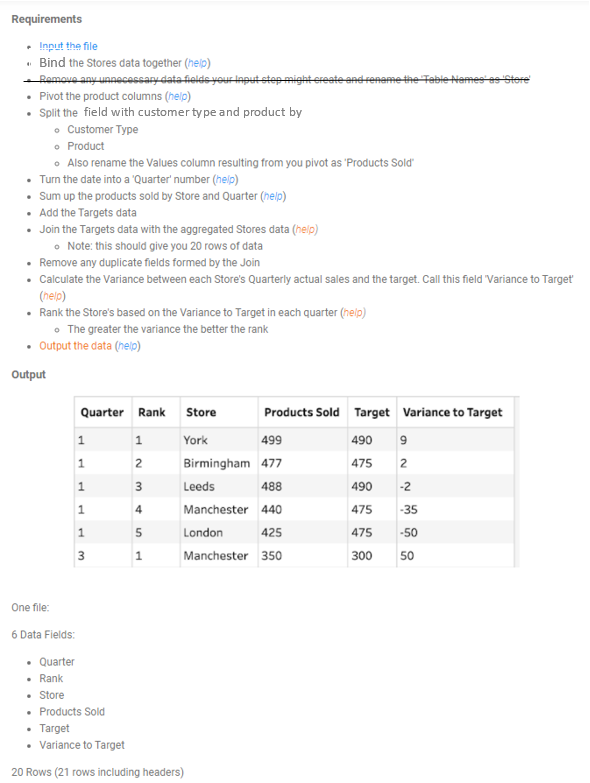 Requirements
Input the file
Bind the Stores data together (help)
Remove any unnecessary data fields your Input step might create and rename the 'Table Names' as 'Store'
Pivot the product columns (help)
Split the field with customer type and product by
Customer Type
Product
Also rename the Values column resulting from you pivot as 'Products Sold'
Turn the date into a 'Quarter' number (help)
Sum up the products sold by Store and Quarter (help)
Add the Targets data
Join the Targets data with the aggregated Stores data (help)
Note: this should give you 20 rows of data
Remove any duplicate fields formed by the Join
Calculate the Variance between each Store's Quarterly actual sales and the target. Call this field 'Variance to Target'
(help)
Rank the Store's based on the Variance to Target in each quarter (help)
The greater the variance the better the rank
Output the data (help)
Output
Quarter Rank Store Products Sold Target Variance to Target
1 1 York 499 490 9
1 2 Birmingham 477 475 2
1 3 Leeds 488 490 -2
1 4 Manchester 440 475 -35
1 5 London 425 475 -50
3 1 Manchester 350 300 50
One file:
6 Data Fields:
Quarter
Rank
Store
Products Sold
Target
Variance to Target
20 Rows (21 rows including headers)